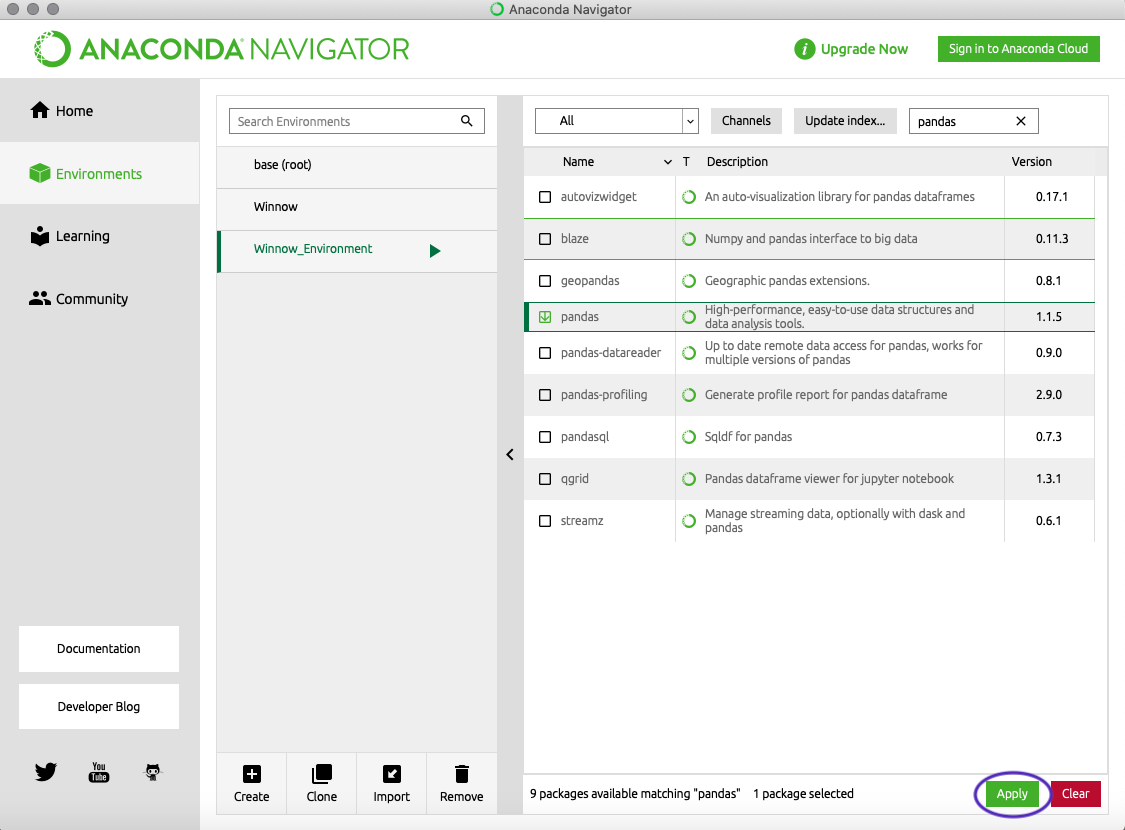 Anaconda Navigator
ANACONDA NAVIGATOR
i Upgrade Now
Sign in to Anaconda Cloud
Home
Environments
Learning
Community
Documentation
Developer Blog
You
Tube
Search Environments
base (root)
Winnow
Winnow_Environment
Create Clone Import Remove
All Channels Update index... pandas ✕
Name T Description Version
autovizwidget An auto-visualization library for pandas dataframes 0.17.1
blaze Numpy and pandas interface to big data 0.11.3
geopandas Geographic pandas extensions. 0.8.1
pandas High-performance, easy-to-use data structures and
data analysis tools. 1.1.5
pandas-datareader Up to date remote data access for pandas, works for
multiple versions of pandas 0.9.0
pandas-profiling Generate profile report for pandas dataframe 2.9.0
pandasql Sqldf for pandas 0.7.3
qgrid Pandas dataframe viewer for jupyter notebook 1.3.1
streamz Manage streaming data, optionally with dask and
pandas 0.6.1
9 packages available matching "pandas" 1 package selected
Apply Clear